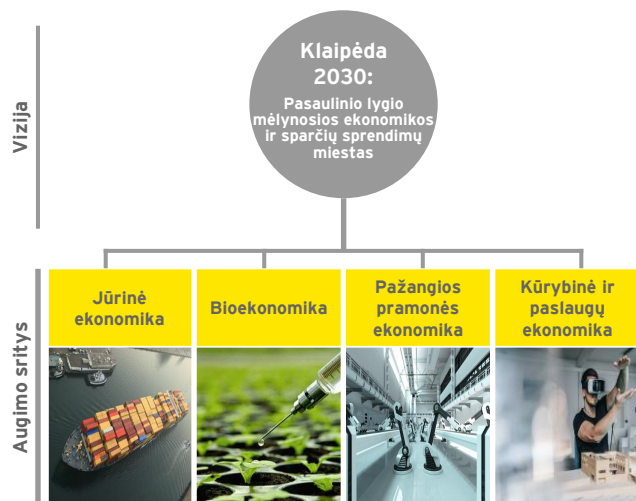 Vizija
Klaipėda
2030:
Pasaulinio lygio
mėlynosios ekonomikos
ir sparčių sprendimų
miestas
Augimo sritys
Jūrinė
ekonomika
Bioekonomika
Pažangios
pramonės
ekonomika
Kūrybinė ir
paslaugų
ekonomika